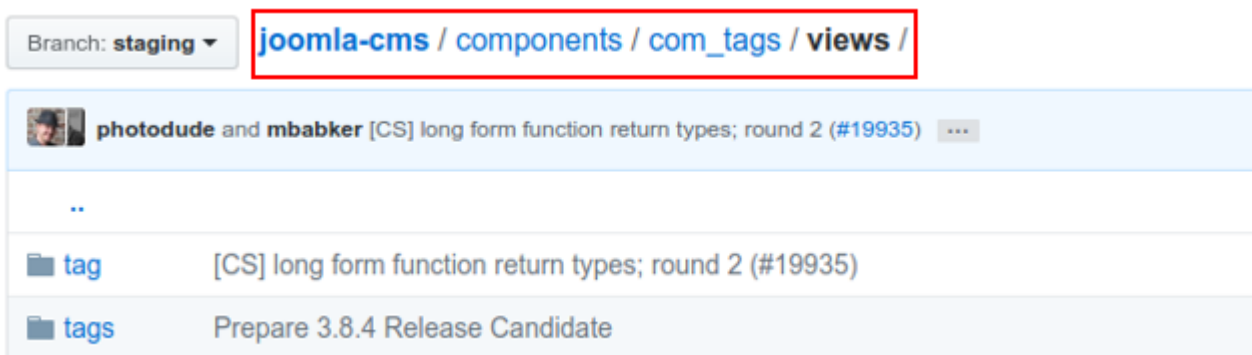 Branch: staging joomla-cms / components / com_tags / views /
photodude and mbabker [CS] long form function return types; round 2 (#19935) ...
..
tag [CS] long form function return types; round 2 (#19935)
tags Prepare 3.8.4 Release Candidate